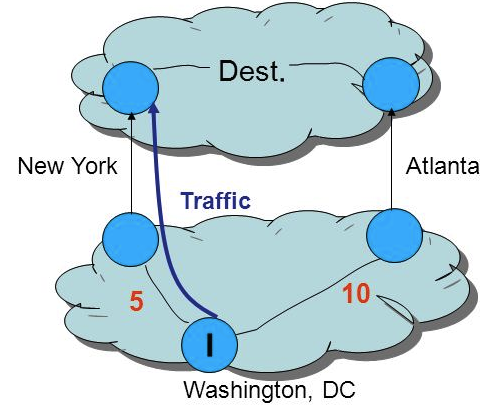 Dest.
New York
Atlanta
Traffic
5
10
I
Washington, DC